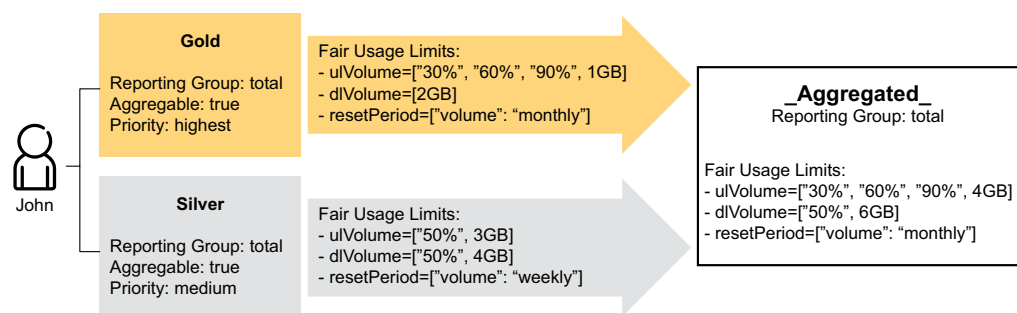 John
Gold
Reporting Group: total
Aggregable: true
Priority: highest
Fair Usage Limits:
- ulVolume=[”30%”, ”60%”, ”90%”, 1GB]
- dlVolume=[2GB]
- resetPeriod=[”volume”: “monthly”]
Silver
Reporting Group: total
Aggregable: true
Priority: medium
Fair Usage Limits:
- ulVolume=[”50%”, 3GB]
- dlVolume=[”50%”, 4GB]
- resetPeriod=[”volume”: “weekly”]
_Aggregated_
Reporting Group: total
Fair Usage Limits:
- ulVolume=[”30%”, ”60%”, ”90%”, 4GB]
- dlVolume=[”50%”, 6GB]
- resetPeriod=[”volume”: “monthly”]